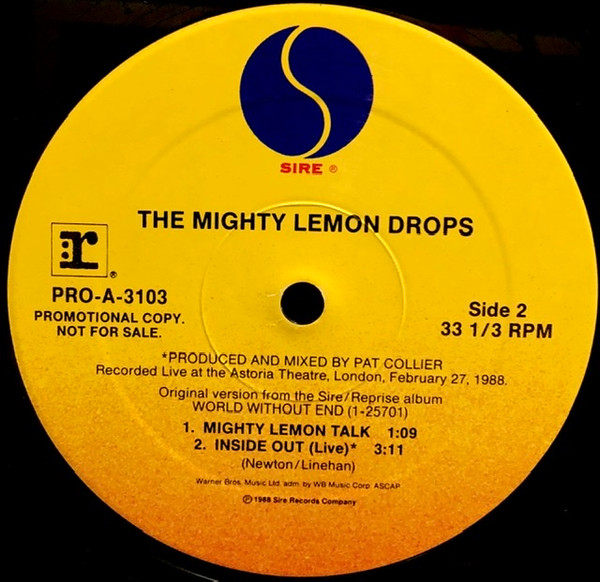 SIRE ®
THE MIGHTY LEMON DROPS
:r ®
PRO-A-3103
PROMOTIONAL COPY.
NOT FOR SALE.
Side 2
33 1/3 RPM
*PRODUCED AND MIXED BY PAT COLLIER
Recorded Live at the Astoria Theatre, London, February 27, 1988.
Original version from the Sire/Reprise album
WORLD WITHOUT END (1-25701)
1. MIGHTY LEMON TALK 1:09
2. INSIDE OUT (Live)* 3:11
(Newton/Linehan)
Warner Bros. Music Ltd. adm. by WB Music Corp. ASCAP
℗ 1988 Sire Records Company